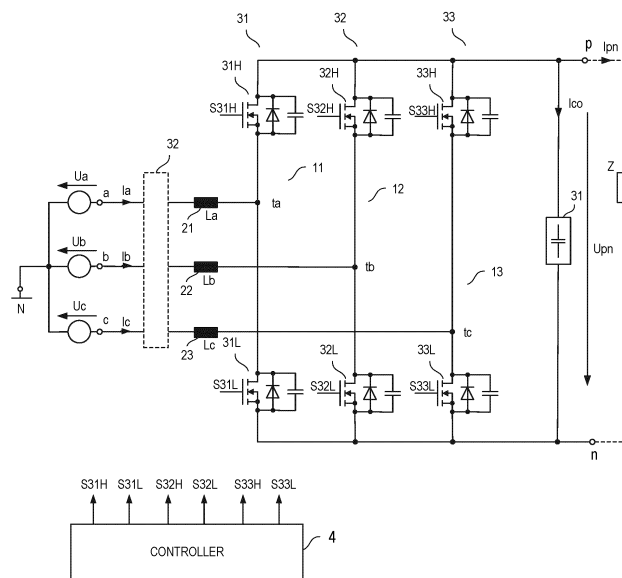 31
32
33
p
Ipn
31H
32H
33H
S31H
S32H
S33H
Ico
32
11
12
Z
Ua
a
Ia
ta
31
21
La
Ub
b
Ib
tb
Upn
22
Lb
13
N
Uc
c
Ic
tc
23
Lc
31L
32L
33L
S31L
S32L
S33L
n
S31H
S31L
S32H
S32L
S33H
S33L
4
CONTROLLER